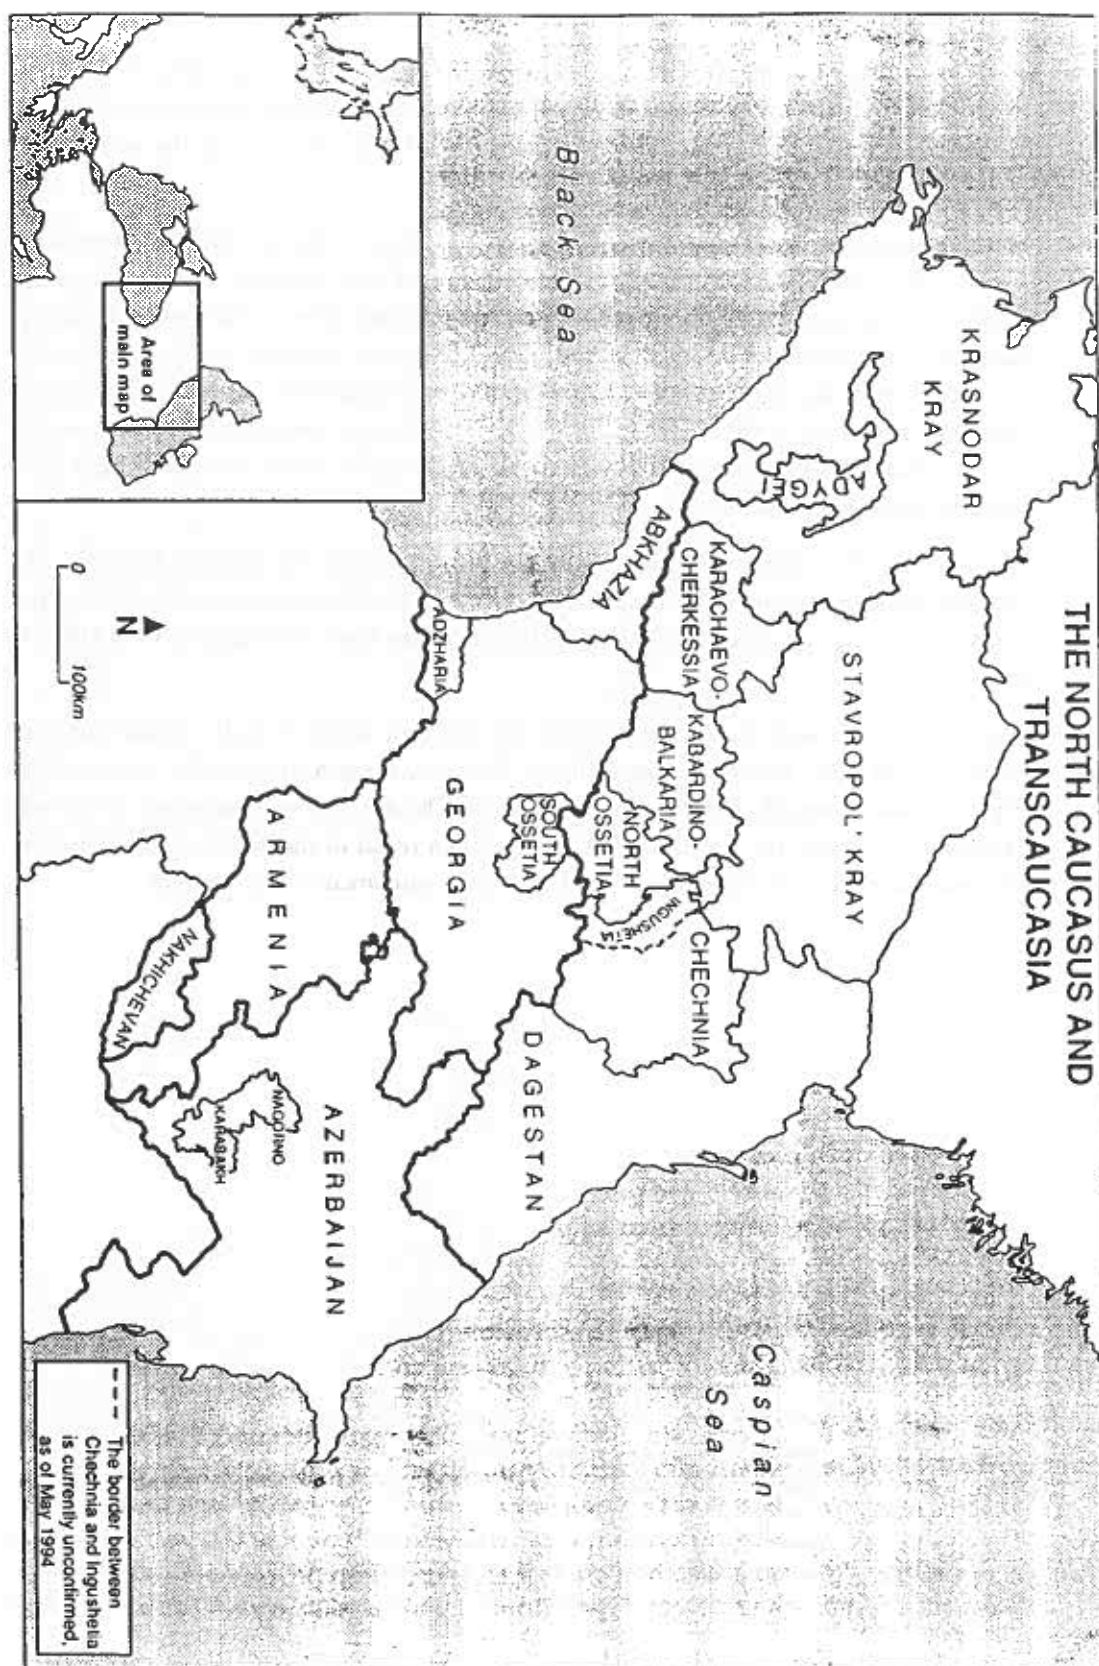 THE NORTH CAUCASUS AND
TRANSCAUCASIA
KRASNODAR
KRAY
ADYGEI
STAVROPOL' KRAY
KARACHAEVO-
CHERKESSIA
KABARDINO-
BALKARIA
NORTH
OSSETIA
INGUSHETIA
CHECHNIA
Black Sea
ABKHAZIA
SOUTH
OSSETIA
DAGESTAN
Caspian
Sea
GEORGIA
ADZHARIA
ARMENIA
AZERBAIJAN
NAGORNO
KARABAKH
NAKHICHEVAN
Area of
main map
0
100km
N
The border between
Chechnia and Ingushetia
is currently unconfirmed,
as of May 1994